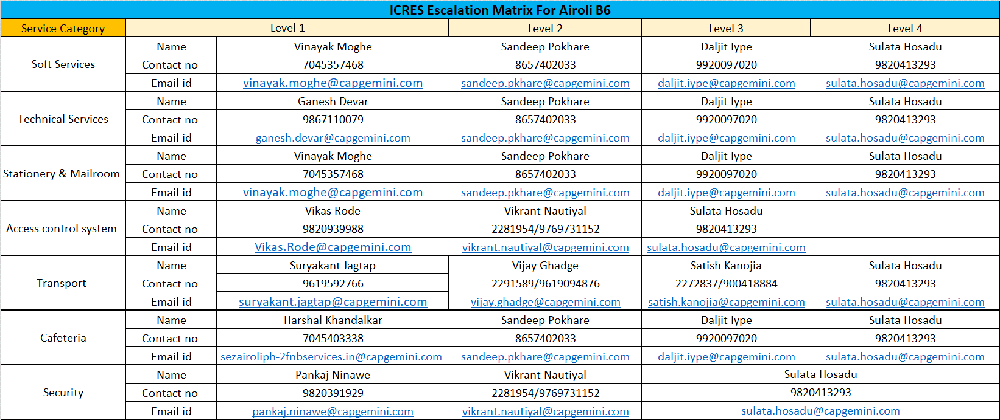 ICRES Escalation Matrix For Airoli B6
Service Category Level 1 Level 2 Level 3 Level 4
Name Vinayak Moghe Sandeep Pokhare Daljit Iype Sulata Hosadu
Soft Services Contact no 7045357468 8657402033 9920097020 9820413293
Email id vinayak.moghe@capgemini.com sandeep.pkhare@capgemini.com daljit.iype@capgemini.com sulata.hosadu@capgemini.com
Name Ganesh Devar Sandeep Pokhare Daljit Iype Sulata Hosadu
Technical Services Contact no 9867110079 8657402033 9920097020 9820413293
Email id ganesh.devar@capgemini.com sandeep.pkhare@capgemini.com daljit.iype@capgemini.com sulata.hosadu@capgemini.com
Name Vinayak Moghe Sandeep Pokhare Daljit Iype Sulata Hosadu
Stationery & Mailroom Contact no 7045357468 8657402033 9920097020 9820413293
Email id vinayak.moghe@capgemini.com sandeep.pkhare@capgemini.com daljit.iype@capgemini.com sulata.hosadu@capgemini.com
Name Vikas Rode Vikrant Nautiyal Sulata Hosadu
Access control system Contact no 9820939988 2281954/9769731152 9820413293
Email id Vikas.Rode@capgemini.com vikrant.nautiyal@capgemini.com sulata.hosadu@capgemini.com
Name Suryakant Jagtap Vijay Ghadge Satish Kanojia Sulata Hosadu
Transport Contact no 9619592766 2291589/9619094876 2272837/900418884 9820413293
Email id suryakant.jagtap@capgemini.com vijay.ghadge@capgemini.com satish.kanojia@capgemini.com sulata.hosadu@capgemini.com
Name Harshal Khandalkar Sandeep Pokhare Daljit Iype Sulata Hosadu
Cafeteria Contact no 7045403338 8657402033 9920097020 9820413293
Email id sezairoliph-2fnbservices.in@capgemini.com sandeep.pkhare@capgemini.com daljit.iype@capgemini.com sulata.hosadu@capgemini.com
Name Pankaj Ninawe Vikrant Nautiyal Sulata Hosadu
Security Contact no 9820391929 2281954/9769731152 9820413293
Email id pankaj.ninawe@capgemini.com vikrant.nautiyal@capgemini.com sulata.hosadu@capgemini.com